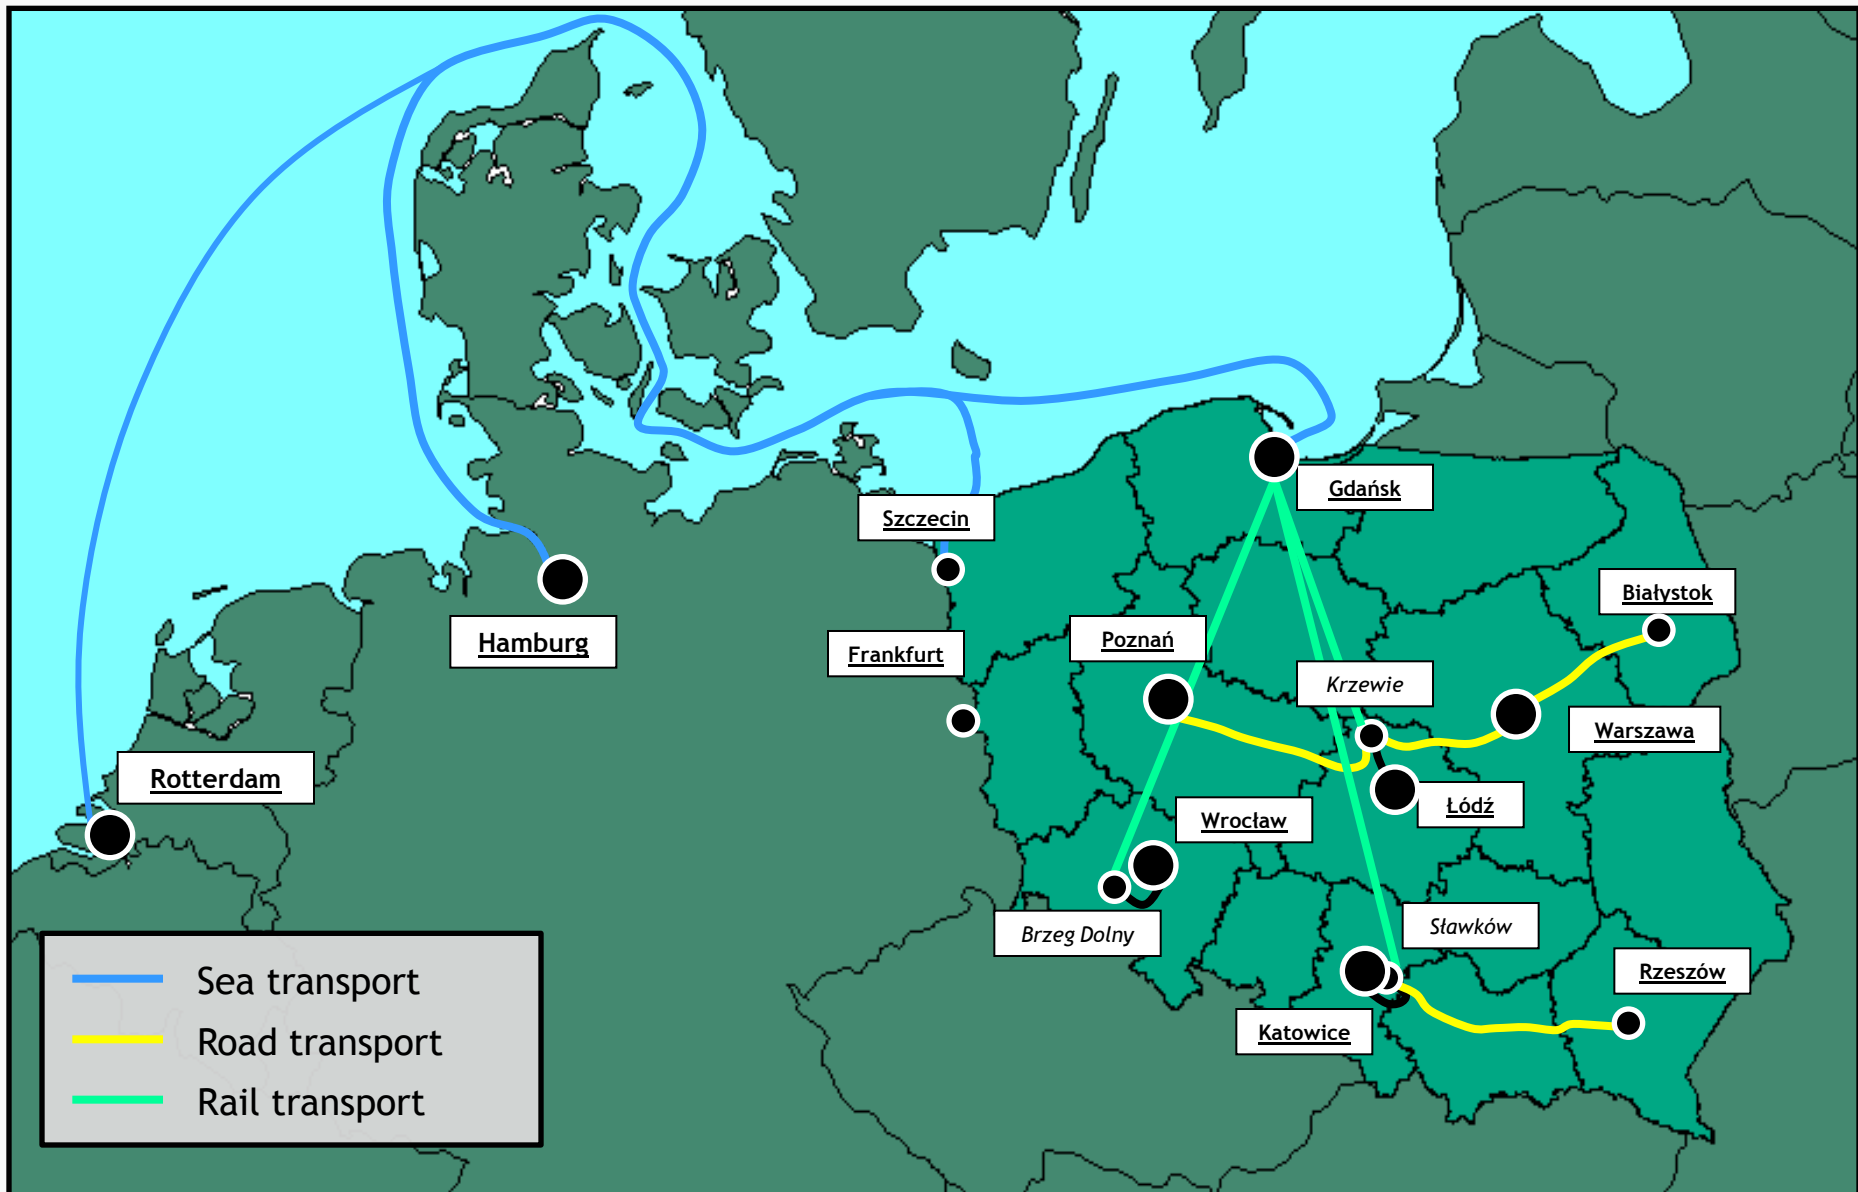 Gdańsk
Szczecin
Białystok
Hamburg
Poznań
Frankfurt
Krzewie
Warszawa
Rotterdam
Łódź
Wrocław
Sławków
Brzeg Dolny
Rzeszów
Katowice
Sea transport
Road transport
Rail transport